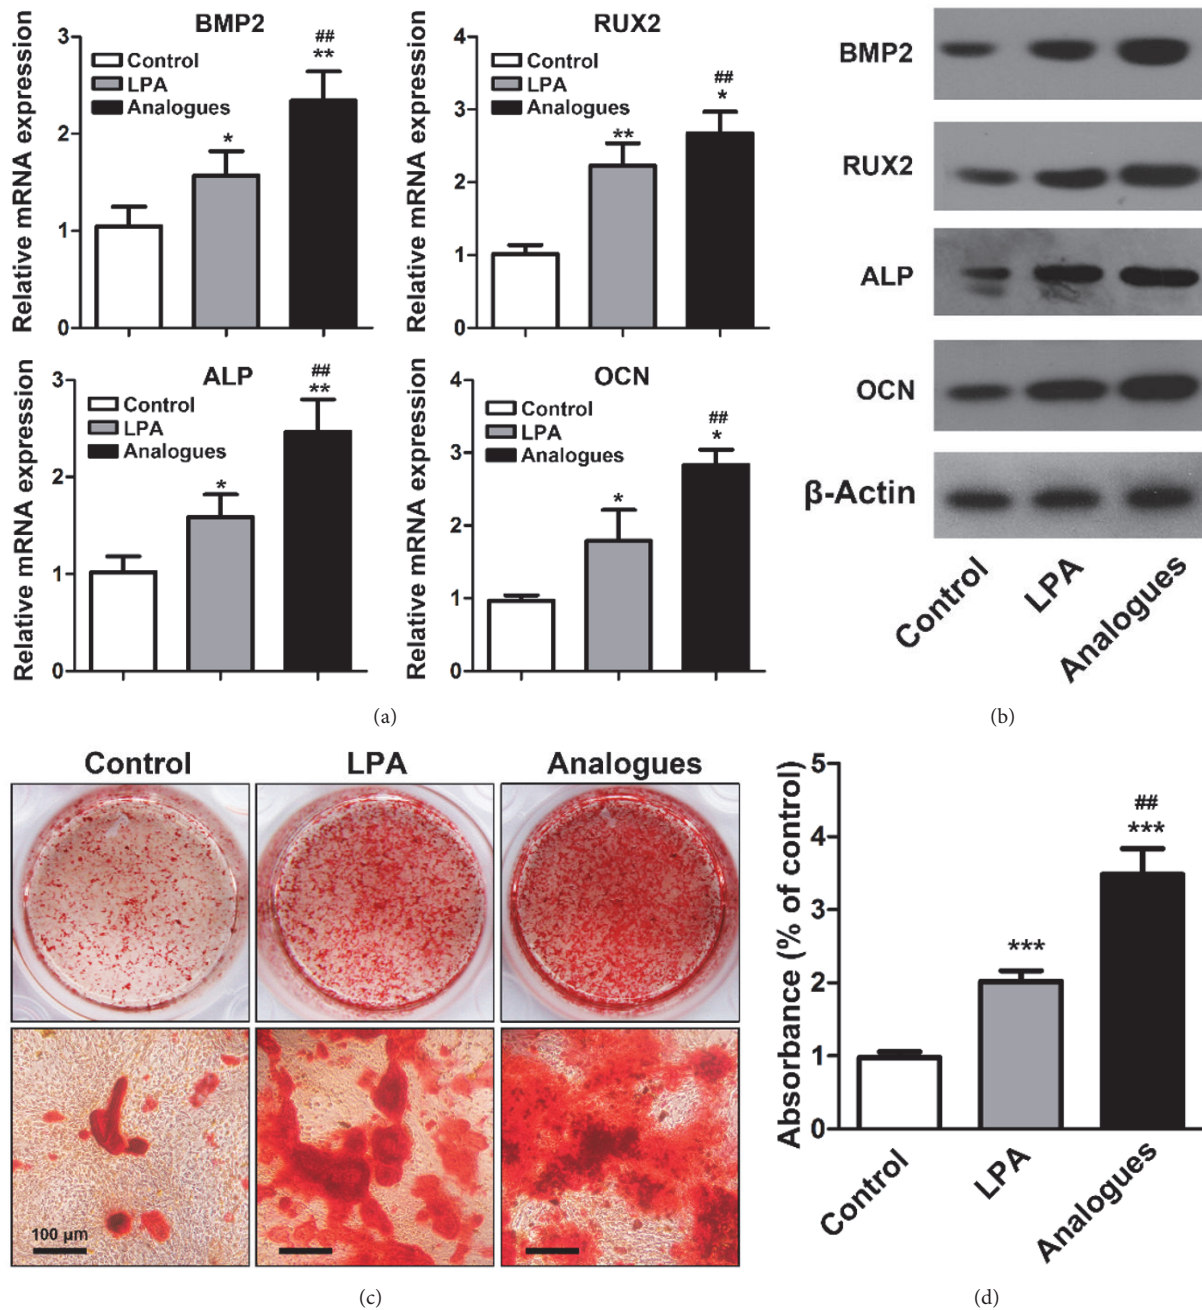 BMP2
Relative mRNA expression
3
2
1
0
Control
LPA
Analogues
*
##
**
RUX2
Relative mRNA expression
4
3
2
1
0
Control
LPA
Analogues
**
##
*
ALP
Relative mRNA expression
3
2
1
0
Control
LPA
Analogues
*
##
**
OCN
Relative mRNA expression
4
3
2
1
0
Control
LPA
Analogues
*
##
*
(a)
BMP2
RUX2
ALP
OCN
β-Actin
Control
LPA
Analogues
(b)
Control
LPA
Analogues
100 μm
(c)
Absorbance (% of control)
5
4
3
2
1
0
***
##
***
Control
LPA
Analogues
(d)